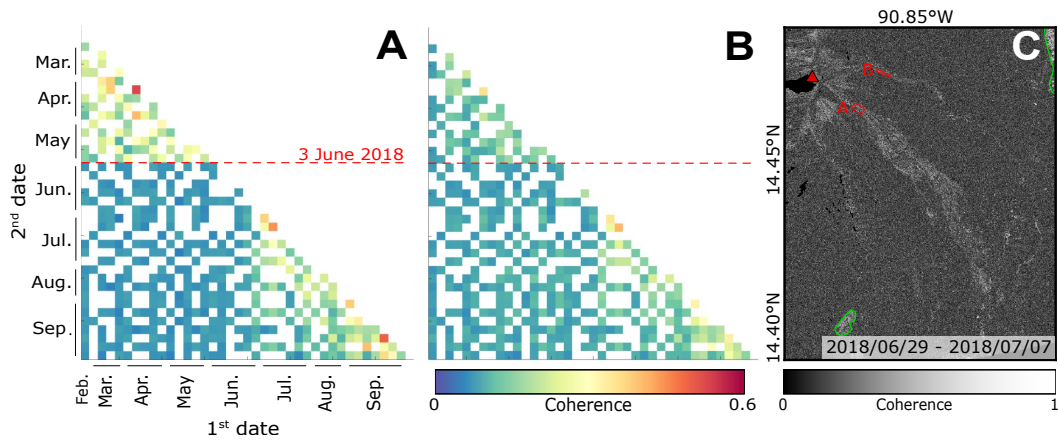 A
B
C
90.85°W
Mar.
Apr.
May
Jun.
Jul.
Aug.
Sep.
2nd date
3 June 2018
B
A
14.45°N
14.40°N
2018/06/29 - 2018/07/07
Feb.
Mar.
Apr.
May
Jun.
Jul.
Aug.
Sep.
1st date
0 Coherence 0.6
0 Coherence 1